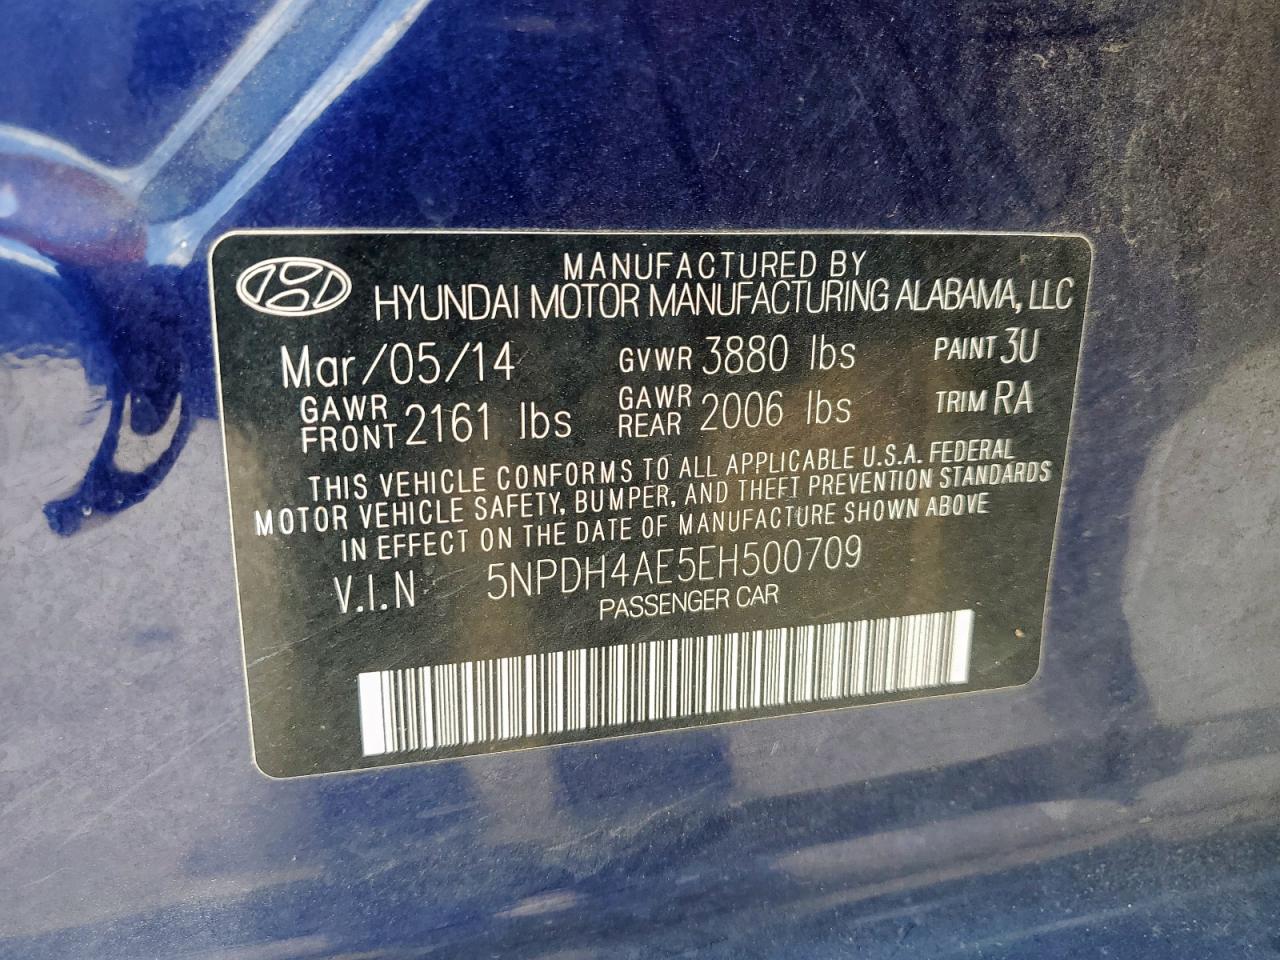 MANUFACTURED BY
HYUNDAI MOTOR MANUFACTURING ALABAMA, LLC
Mar/05/14 GVWR 3880 lbs PAINT 3U
GAWR FRONT 2161 lbs GAWR REAR 2006 lbs TRIM RA
THIS VEHICLE CONFORMS TO ALL APPLICABLE U.S.A. FEDERAL
MOTOR VEHICLE SAFETY, BUMPER, AND THEFT PREVENTION STANDARDS
IN EFFECT ON THE DATE OF MANUFACTURE SHOWN ABOVE
V.I.N 5NPDH4AE5EH500709
PASSENGER CAR